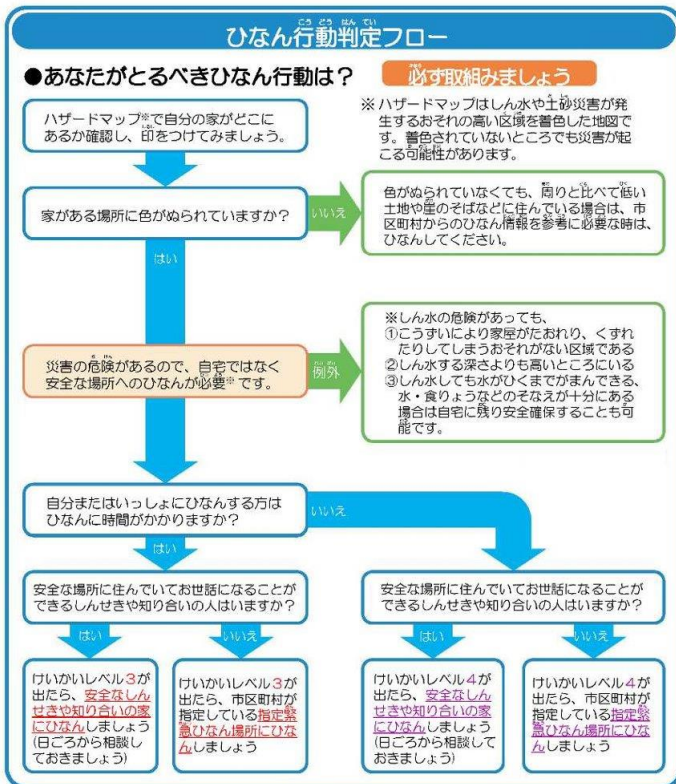 ひなん行動判定フロー
こうどうはんてい
●あなたがとるべきひなん行動は?
必ず取組みましょう
ハザードマップ※で自分の家がどこに
あるか確認し、印をつけてみましょう。
※ハザードマップはしん水や土砂災害が発
生するおそれの高い区域を着色した地図で
す。着色されていないところでも災害が起
こる可能性があります。
家がある場所に色がぬられていますか?
いいえ
色がぬられていなくても、周りと比べて低い
土地や崖のそばなどに住んでいる場合は、市
区町村からのひなん情報を参考に必要な時は、
ひなんしてください。
はい
災害の危険があるので、自宅ではなく
安全な場所へのひなんが必要※です。
例外
※しん水の危険があっても、
①こうずいにより家屋がたおれり、くずれ
たりしてしまうおそれがない区域である
②しん水する深さよりも高いところにいる
③しん水しても水がひくまでがまんできる、
水・食りょうなどのそなえが十分にある
場合は自宅に残り安全確保することも可
能です。
自分またはいっしょにひなんする方は
ひなんに時間がかかりますか?
いいえ
はい
安全な場所に住んでいてお世話になることが
できるしんせきや知り合いの人はいますか?
はい
いいえ
けいかいレベル3が
出たら、安全なしん
せきや知り合いの家
にひなんしましょう
(日ごろから相談して
おきましょう)
けいかいレベル3が
出たら、市区町村が
指定している指定緊
急ひなん場所にひな
んしましょう
安全な場所に住んでいてお世話になることが
できるしんせきや知り合いの人はいますか?
はい
いいえ
けいかいレベル4が
出たら、安全なしん
せきや知り合いの家
にひなんしましょう
(日ごろから相談して
おきましょう)
けいかいレベル4が
出たら、市区町村が
指定している指定緊
急ひなん場所にひな
んしましょう